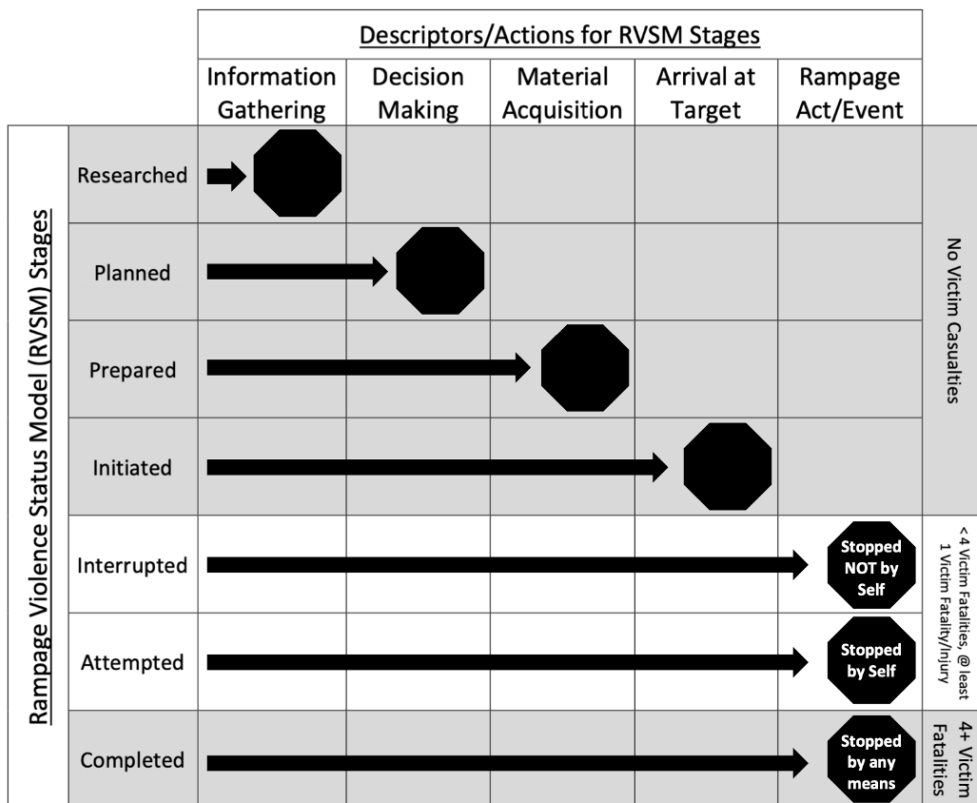 Descriptors/Actions for RVSM Stages
Information
Gathering
Decision
Making
Material
Acquisition
Arrival at
Target
Rampage
Act/Event
Rampage Violence Status Model (RVSM) Stages
Researched
Planned
Prepared
Initiated
No Victim Casualties
Interrupted
Stopped
NOT by
Self
Attempted
Stopped
by Self
< 4 Victim Fatalities, @ least
1 Victim Fatality/Injury
Completed
Stopped
by any
means
4+ Victim
Fatalities